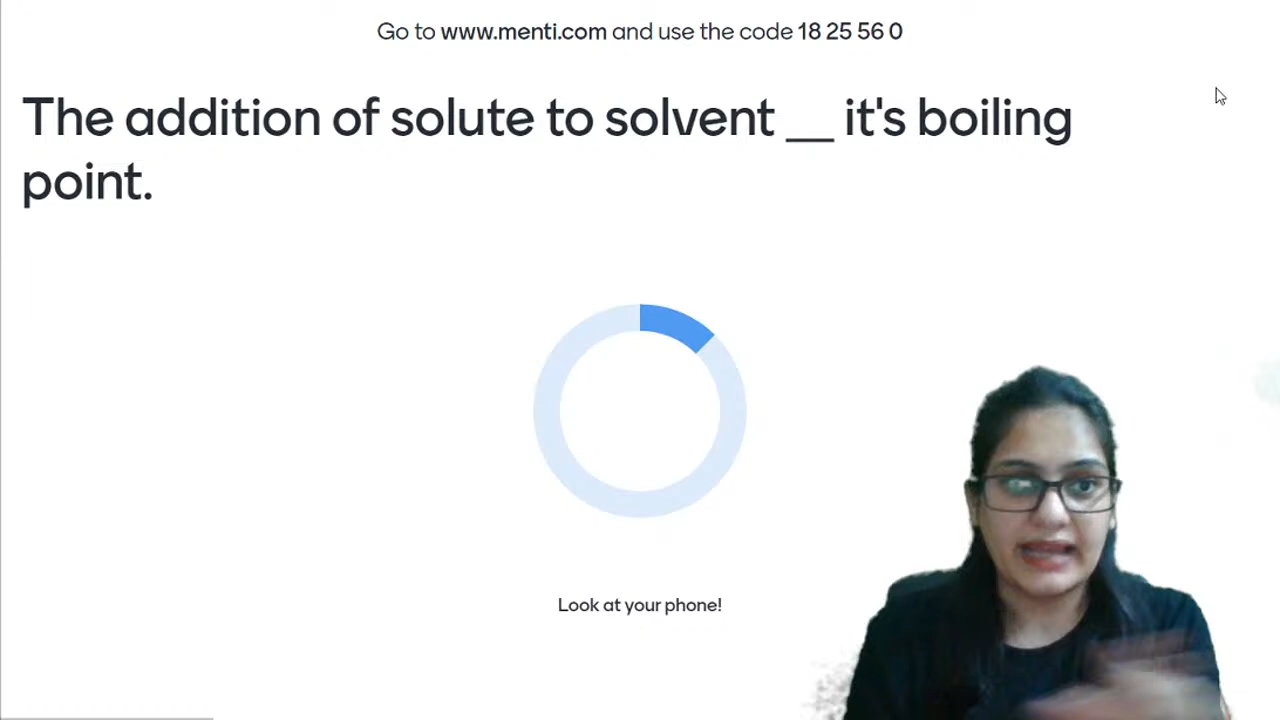 Go to www.menti.com and use the code 18 25 56 0
The addition of solute to solvent __ it's boiling
point.
Look at your phone!